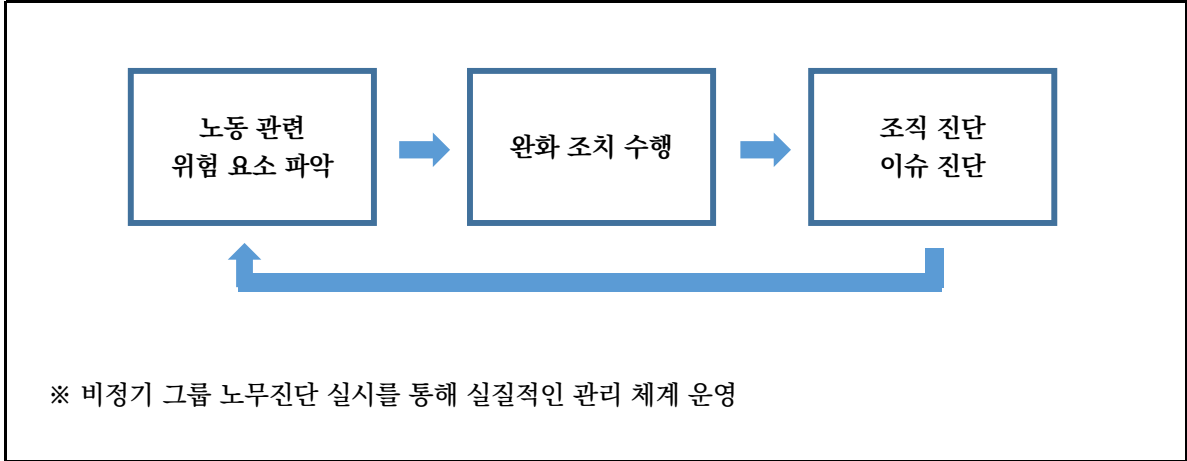 노동 관련
위험 요소 파악
완화 조치 수행
조직 진단
이슈 진단
※ 비정기 그룹 노무진단 실시를 통해 실질적인 관리 체계 운영